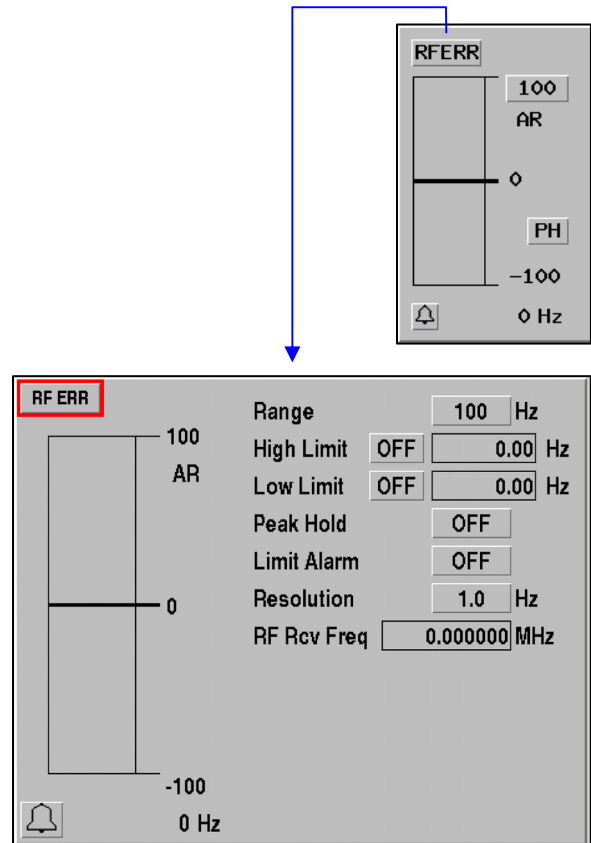 RFERR
100
AR
0
PH
-100
0 Hz
RF ERR
100
AR
0
-100
0 Hz
Range 100 Hz
High Limit OFF 0.00 Hz
Low Limit OFF 0.00 Hz
Peak Hold OFF
Limit Alarm OFF
Resolution 1.0 Hz
RF Rcv Freq 0.000000 MHz